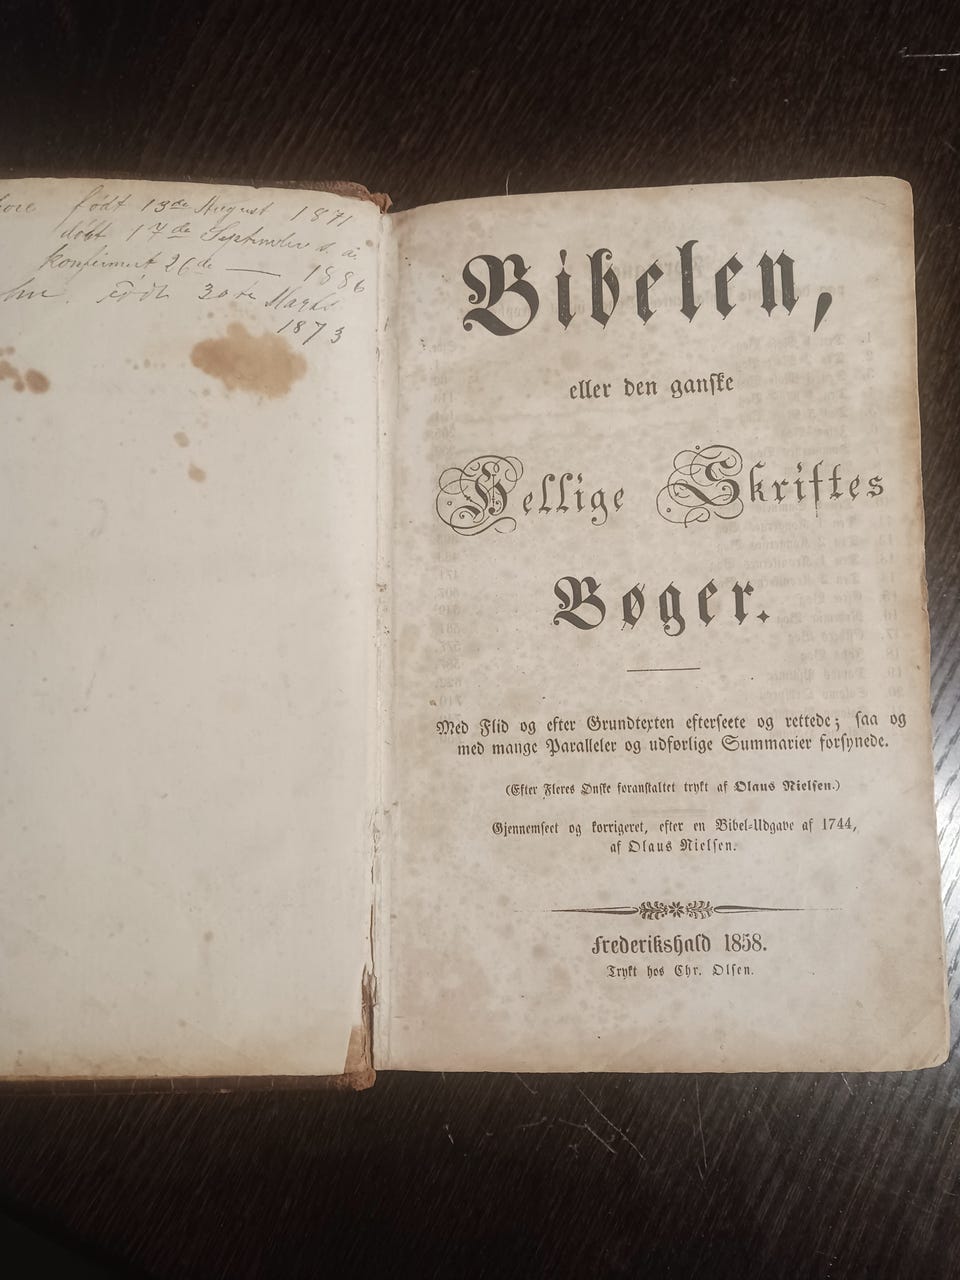 født 13de August 1871
døbt 17de September s. a.
konfirmert 26de — 1886
født 30te Marts
1873
Bibelen,
eller den ganske
Hellige Skriftes
Bøger.
Med Flid og efter Grundtexten efterseete og rettede; saa og
med mange Paralleler og udførlige Summarier forsynede.
(Efter Fleres Ønske foranstaltet trykt af Olaus Nielsen.)
Gjennemseet og korrigeret, efter en Bibel-Udgave af 1744,
af Olaus Nielsen.
Frederikshald 1858.
Trykt hos Chr. Olsen.